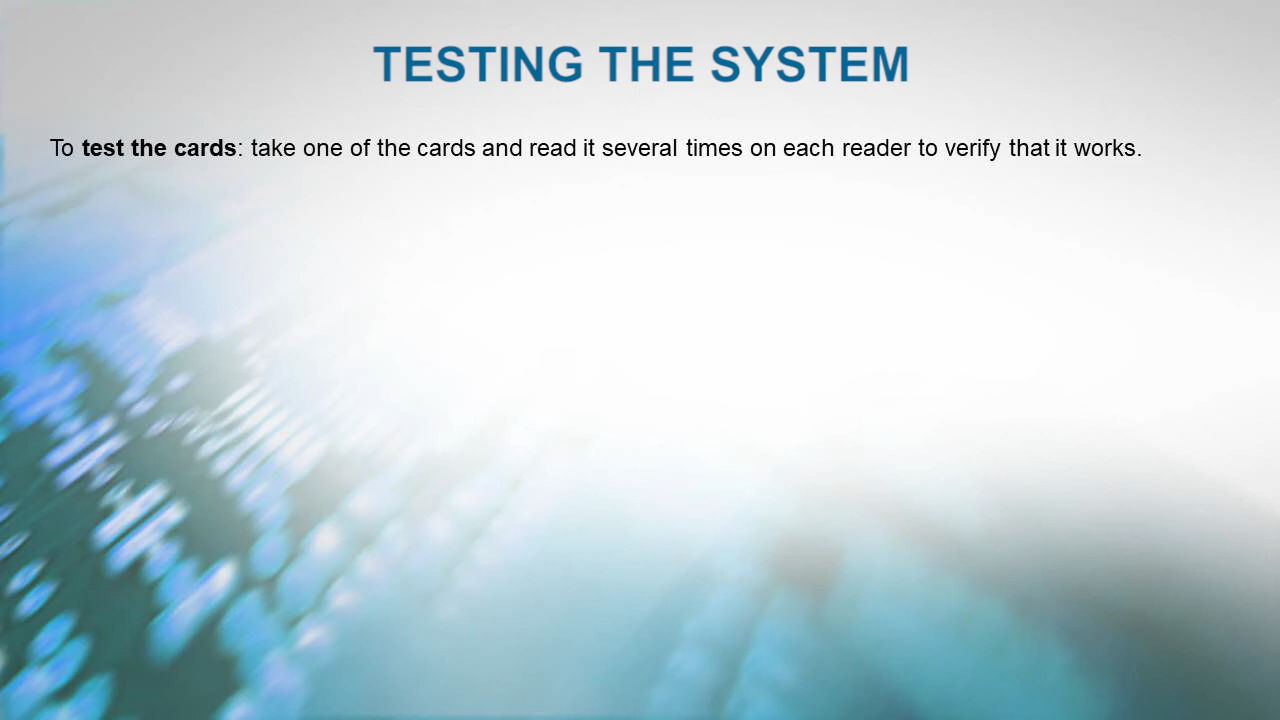 TESTING THE SYSTEM
To test the cards: take one of the cards and read it several times on each reader to verify that it works.